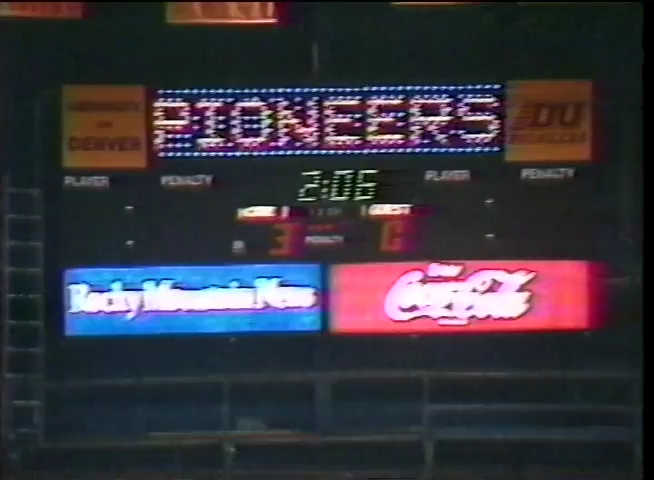 PIONEERS
UNIVERSITY
OF
DENVER
DU
PIONEERS
PLAYER PENALTY
2:06
PLAYER PENALTY
HOME
GUEST
3
PENALTY
Rocky Mountain News
Coca-Cola